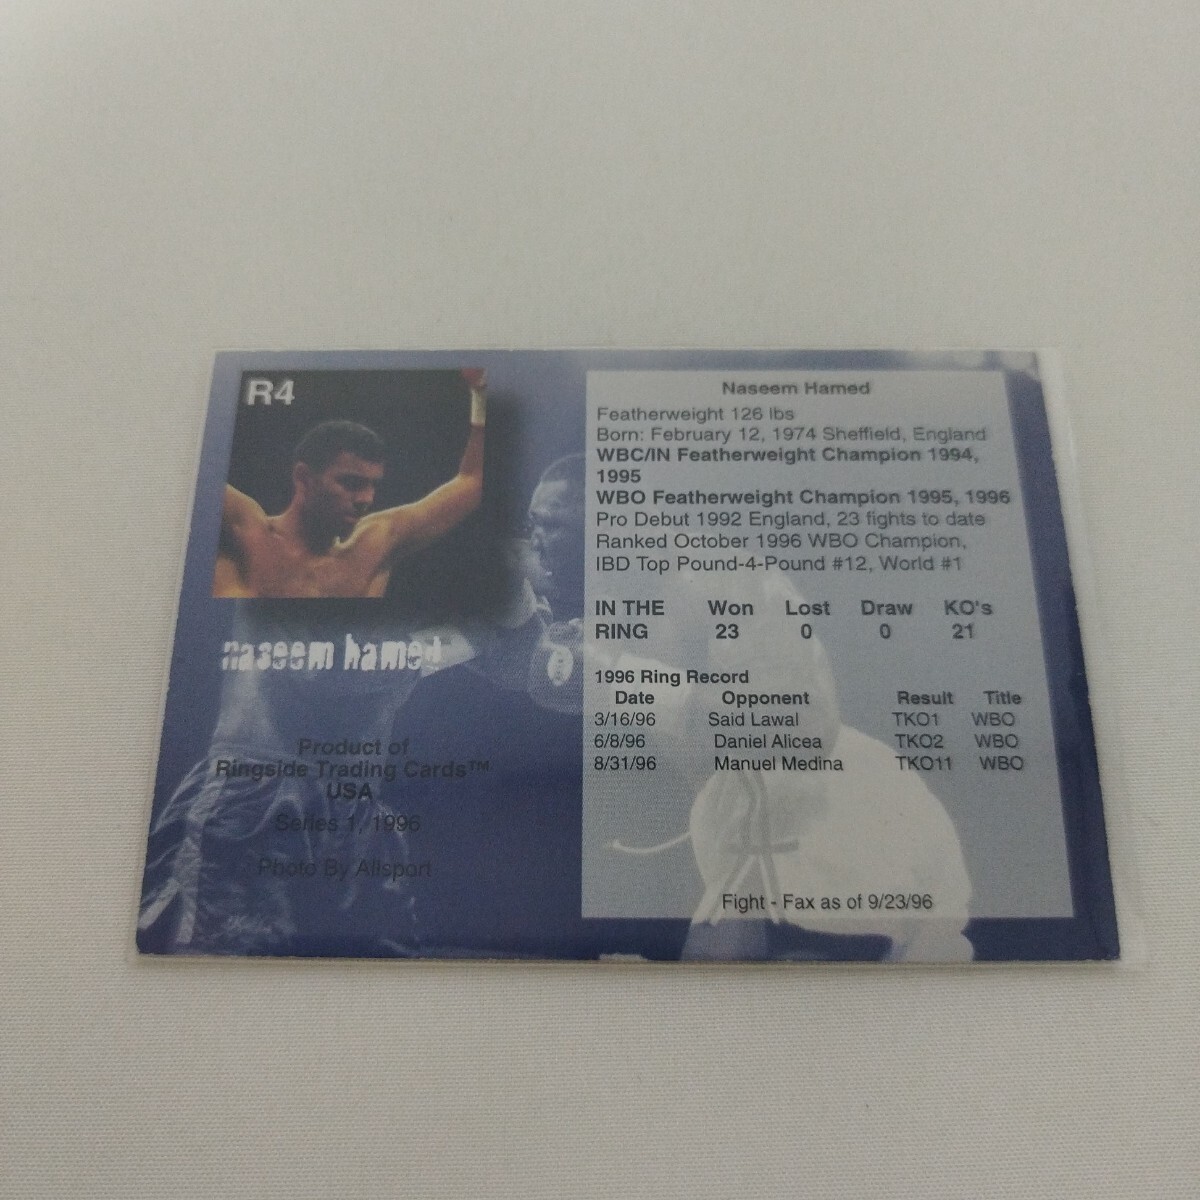 R4
naseem hamed
Product of
Ringside Trading Cards™
USA
Series 1, 1996
Photo By Allsport
Naseem Hamed
Featherweight 126 lbs
Born: February 12, 1974 Sheffield, England
WBC/IN Featherweight Champion 1994,
1995
WBO Featherweight Champion 1995, 1996
Pro Debut 1992 England, 23 fights to date
Ranked October 1996 WBO Champion,
IBD Top Pound-4-Pound #12, World #1
IN THE Won Lost Draw KO's
RING 23 0 0 21
1996 Ring Record
Date Opponent Result Title
3/16/96 Said Lawal TKO1 WBO
6/8/96 Daniel Alicea TKO2 WBO
8/31/96 Manuel Medina TKO11 WBO
Fight - Fax as of 9/23/96